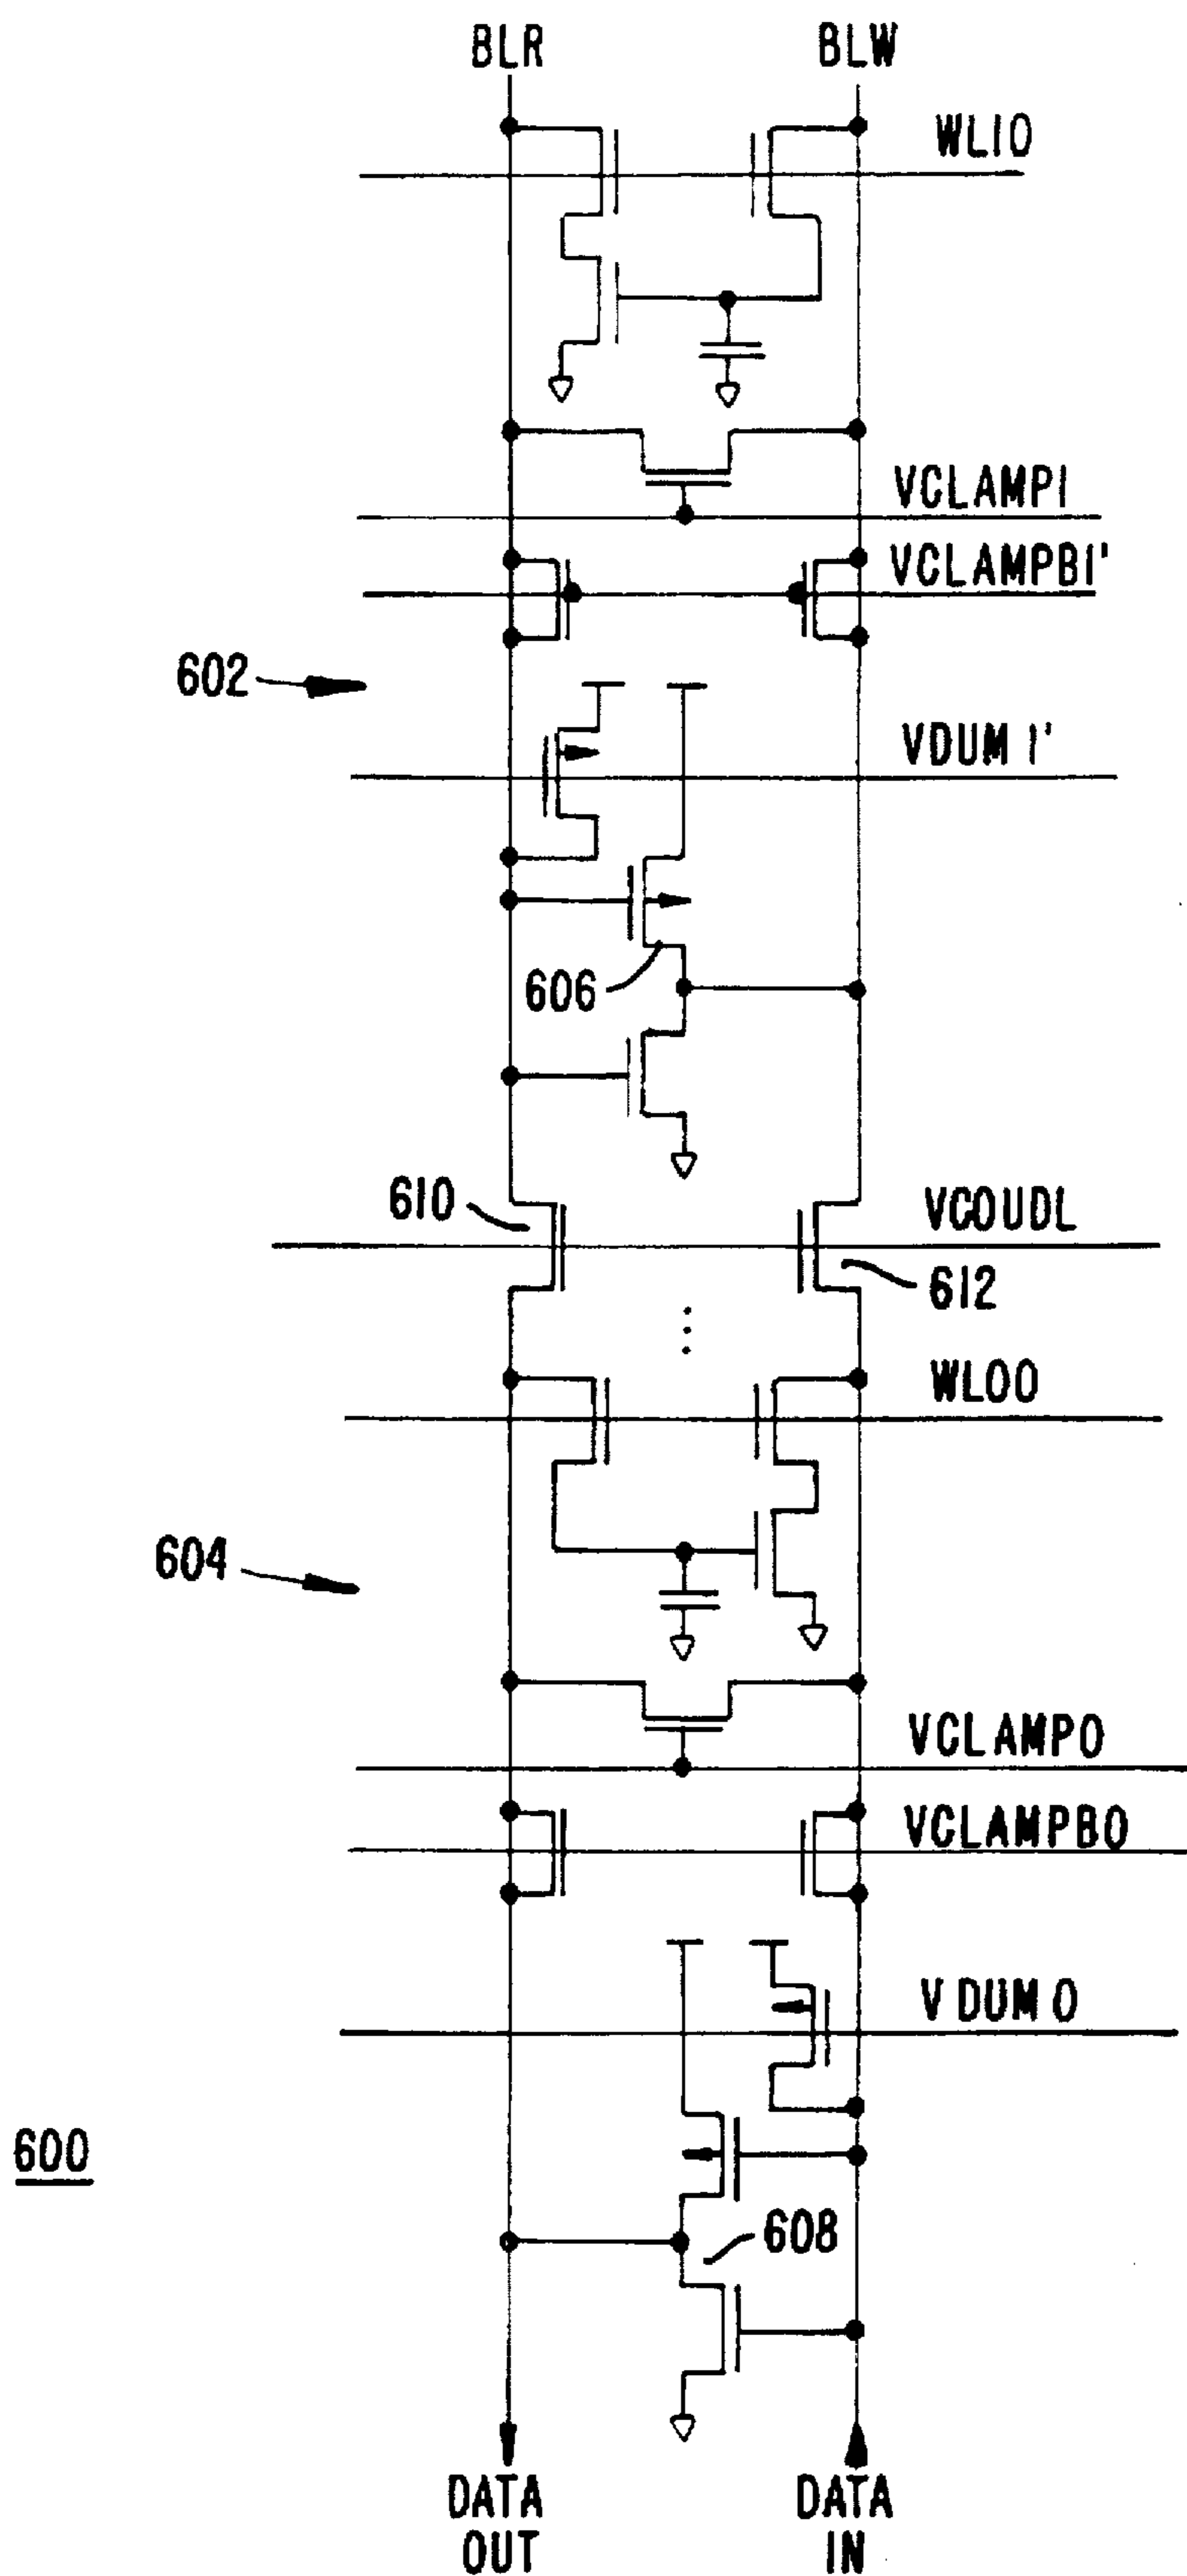 BLR
BLW
WL10
VCLAMP1
VCLAMPB1'
602
VDUM 1'
606
610
VCOUDL
612
WL00
604
VCLAMP0
VCLAMPB0
VDUM 0
600
608
DATA
OUT
DATA
IN